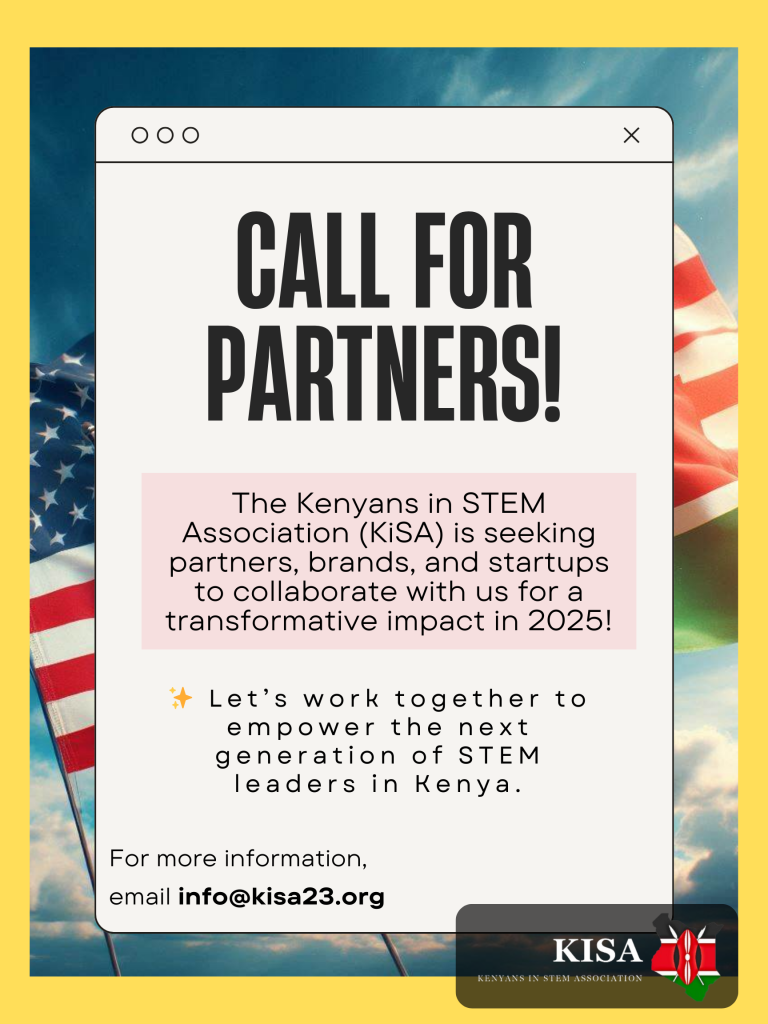 CALL FOR
PARTNERS!
The Kenyans in STEM
Association (KiSA) is seeking
partners, brands, and startups
to collaborate with us for a
transformative impact in 2025!
✨ Let’s work together to
empower the next
generation of STEM
leaders in Kenya.
For more information,
email info@kisa23.org
KISA
KENYANS IN STEM ASSOCIATION